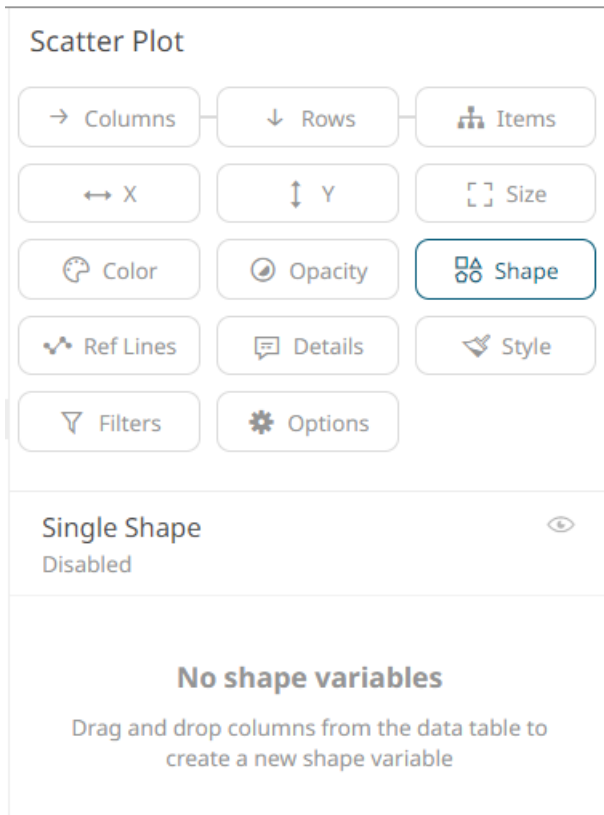 Scatter Plot
Columns Rows Items
X Y Size
Color Opacity Shape
Ref Lines Details Style
Filters Options
Single Shape
Disabled
No shape variables
Drag and drop columns from the data table to
create a new shape variable